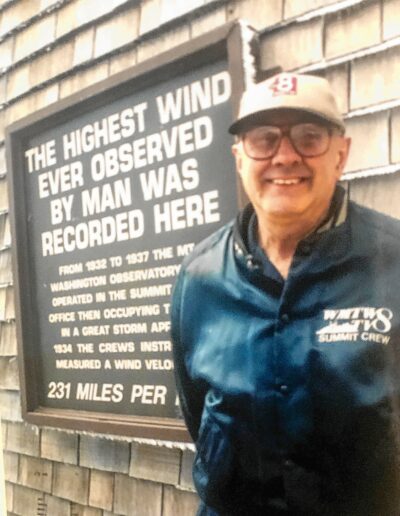 THE HIGHEST WIND
EVER OBSERVED
BY MAN WAS
RECORDED HERE
FROM 1932 TO 1937 THE MT
WASHINGTON OBSERVATORY
OPERATED IN THE SUMMIT
OFFICE THEN OCCUPYING T
IN A GREAT STORM APR
1934 THE CREWS INSTR
MEASURED A WIND VELO
231 MILES PER
8
WMTW
TV8
SUMMIT CREW